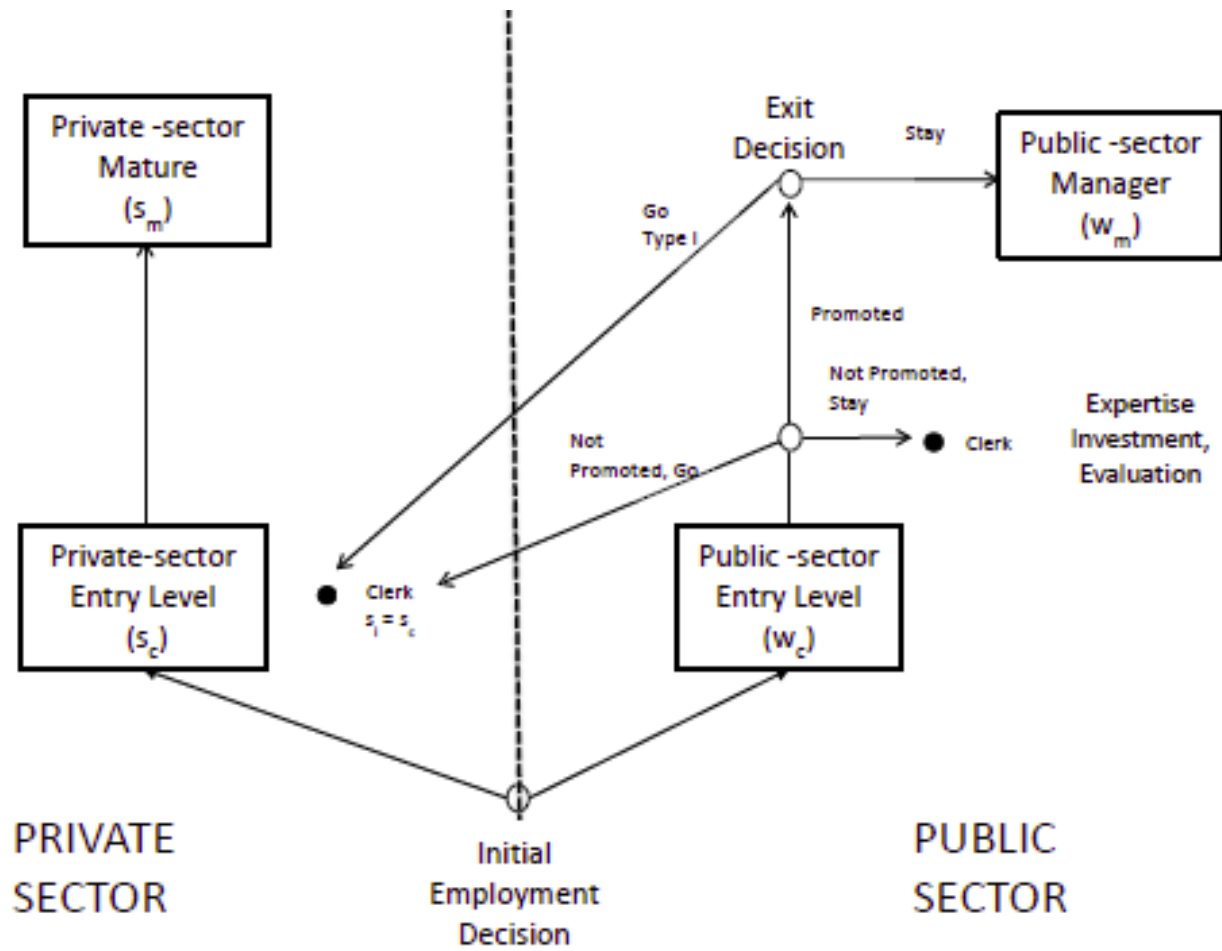 Private -sector
Mature
(s_m)
Exit
Decision
Stay
Public -sector
Manager
(w_m)
Go
Type I
Promoted
Not Promoted,
Stay
Clerk
Expertise
Investment,
Evaluation
Not
Promoted, Go
Private-sector
Entry Level
(s_c)
Clerk
s_i = s_c
Public -sector
Entry Level
(w_c)
PRIVATE
SECTOR
Initial
Employment
Decision
PUBLIC
SECTOR